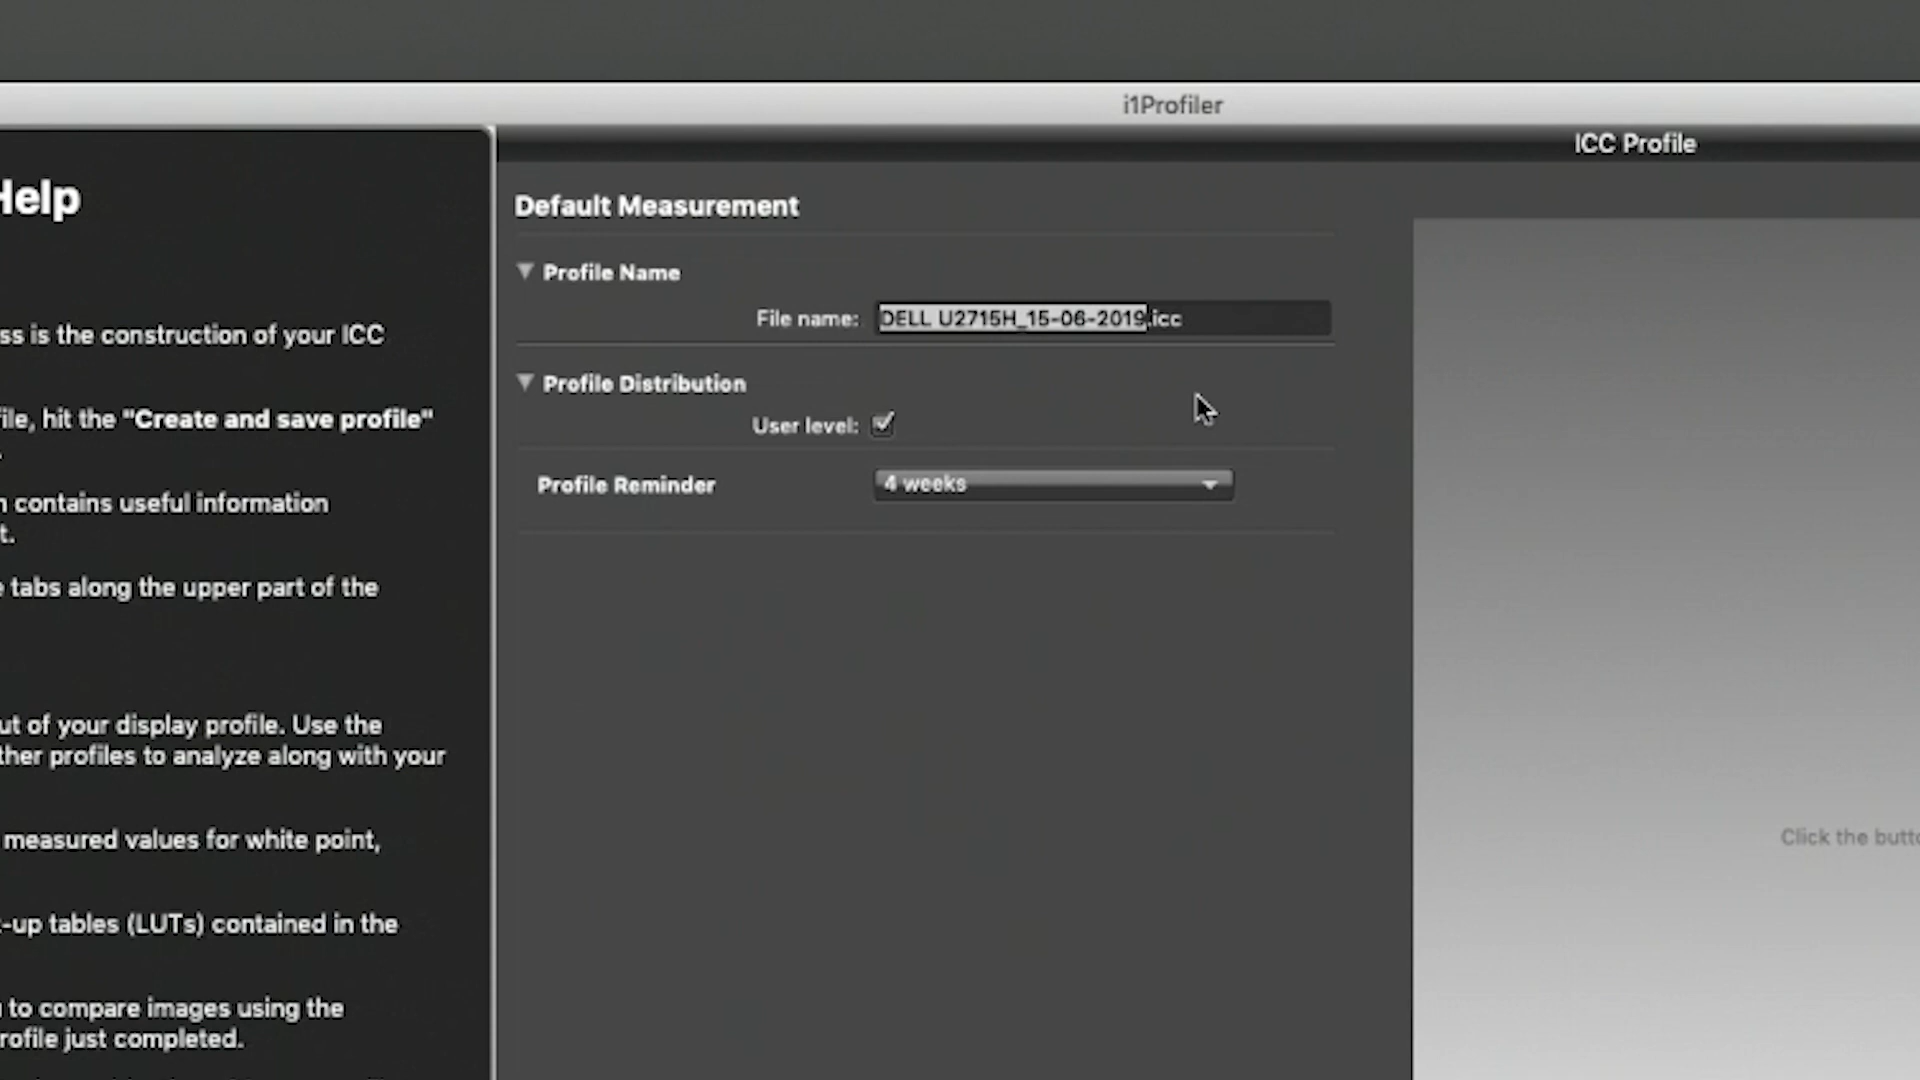 i1Profiler
ICC Profile
Help
ss is the construction of your ICC
file, hit the "Create and save profile"
contains useful information
t.
tabs along the upper part of the
ut of your display profile. Use the
ther profiles to analyze along with your
measured values for white point,
-up tables (LUTs) contained in the
to compare images using the
rofile just completed.
Default Measurement
Profile Name
File name: DELL U2715H_15-06-2019.icc
Profile Distribution
User level:
Profile Reminder 4 weeks
Click the butto